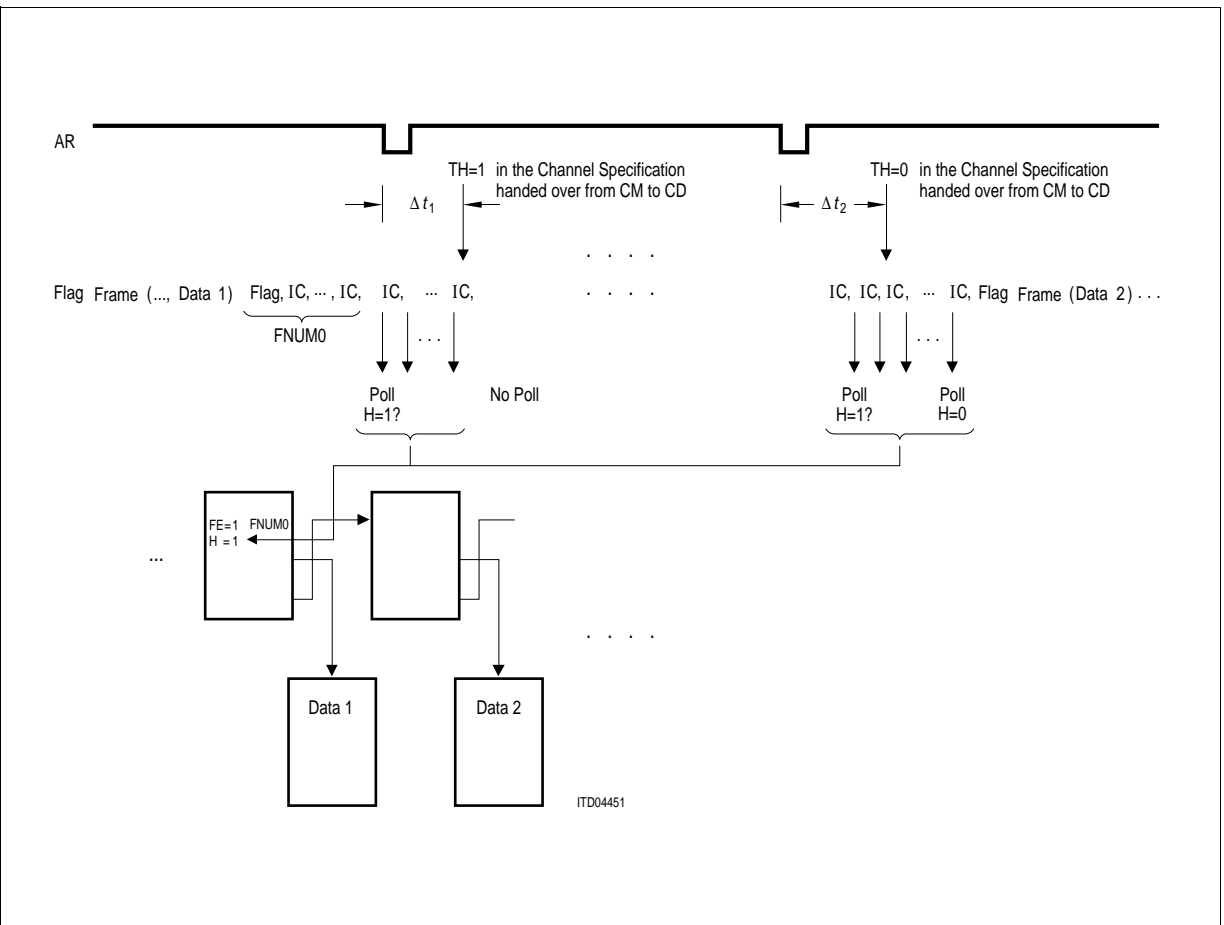 AR
TH=1 in the Channel Specification
handed over from CM to CD
TH=0 in the Channel Specification
handed over from CM to CD
Δt1
Δt2
. . . .
Flag Frame (..., Data 1) Flag, IC, ... , IC, IC, ... IC, . . . . IC, IC, IC, ... IC, Flag Frame (Data 2) . . .
FNUM0
. . .
. . .
Poll
H=1?
No Poll
Poll
H=1?
Poll
H=0
FE=1 FNUM0
H =1
...
. . . .
Data 1
Data 2
ITD04451